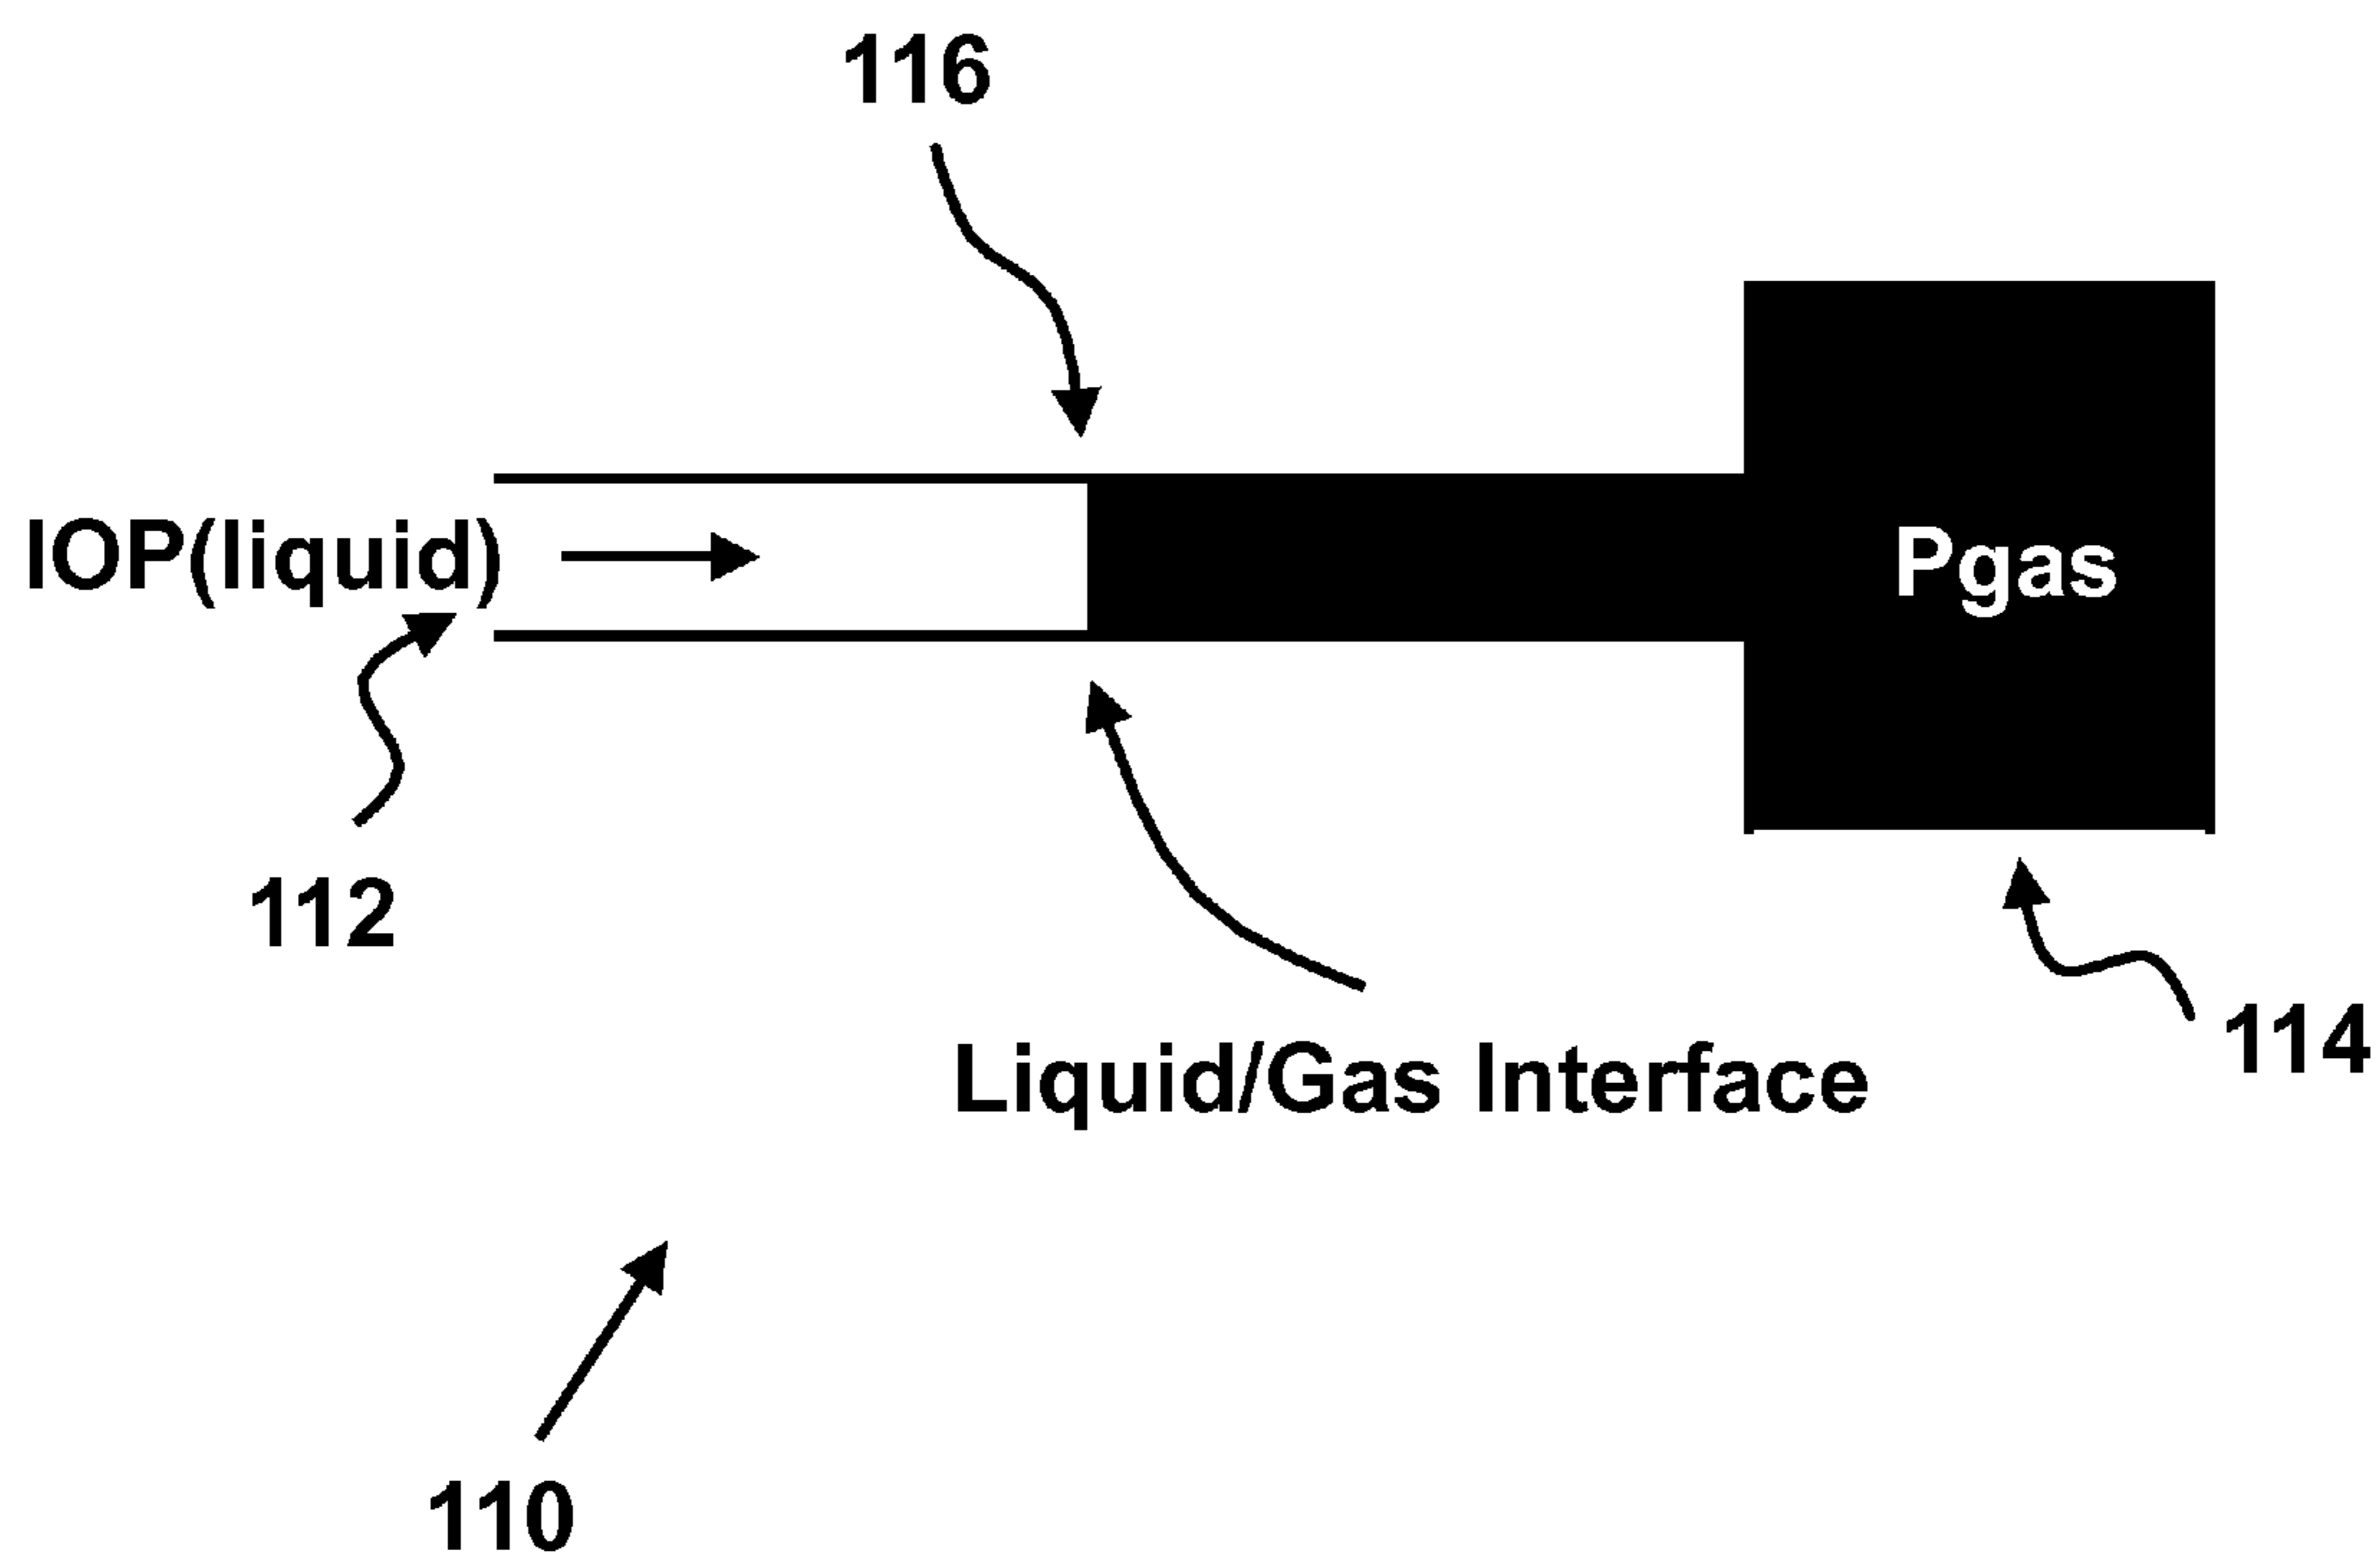 116
IOP(liquid)
Pgas
112
114
Liquid/Gas Interface
110